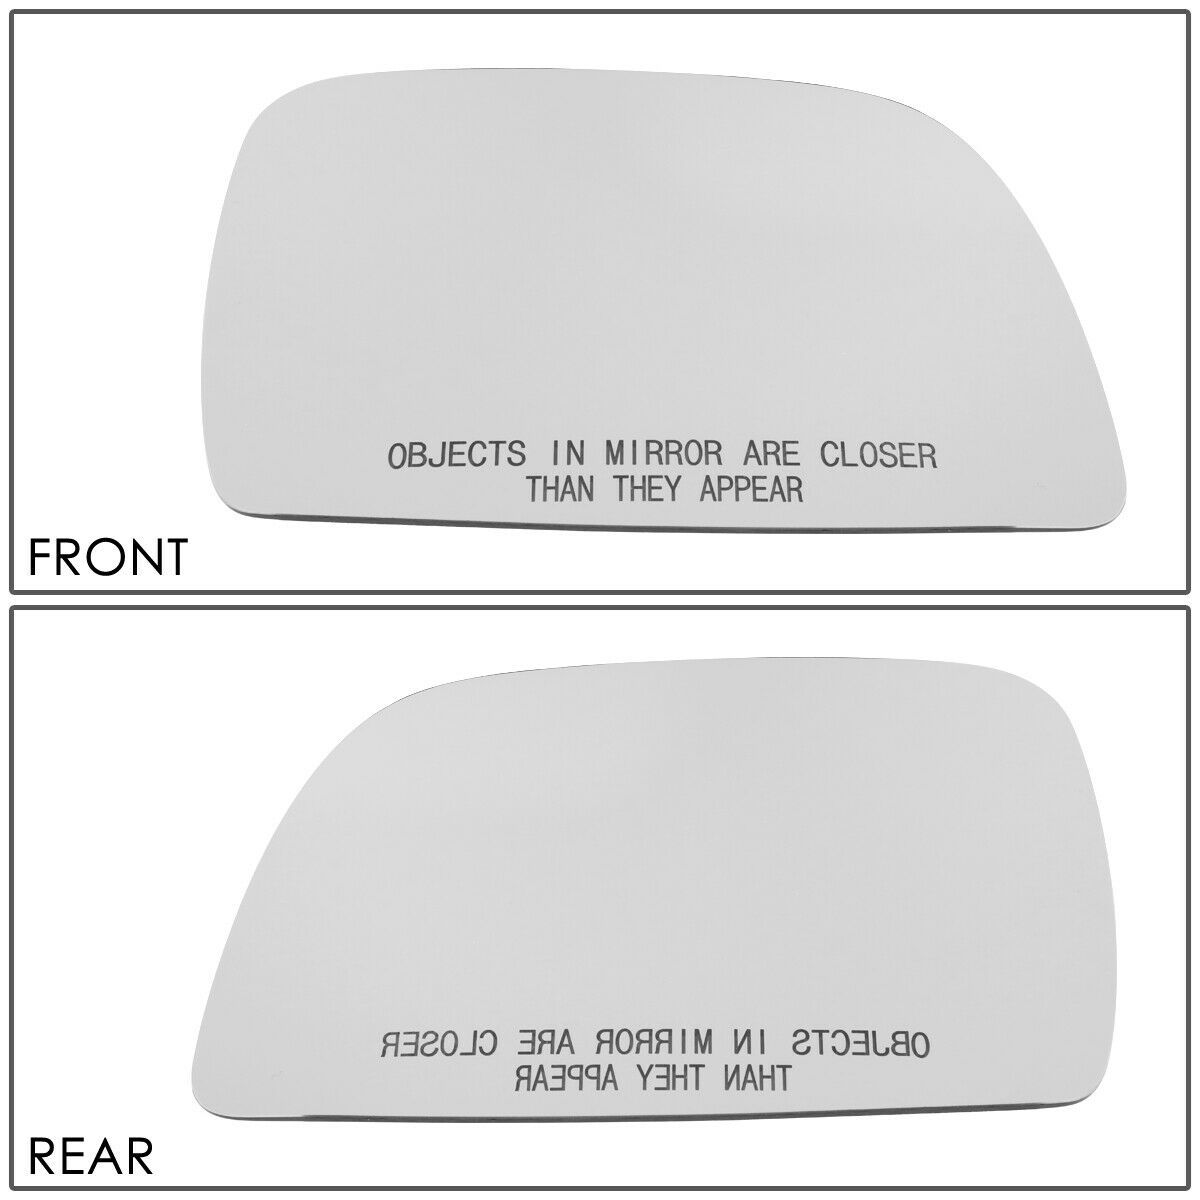 OBJECTS IN MIRROR ARE CLOSER
THAN THEY APPEAR
FRONT
OBJECTS IN MIRROR ARE CLOSER
THAN THEY APPEAR
REAR